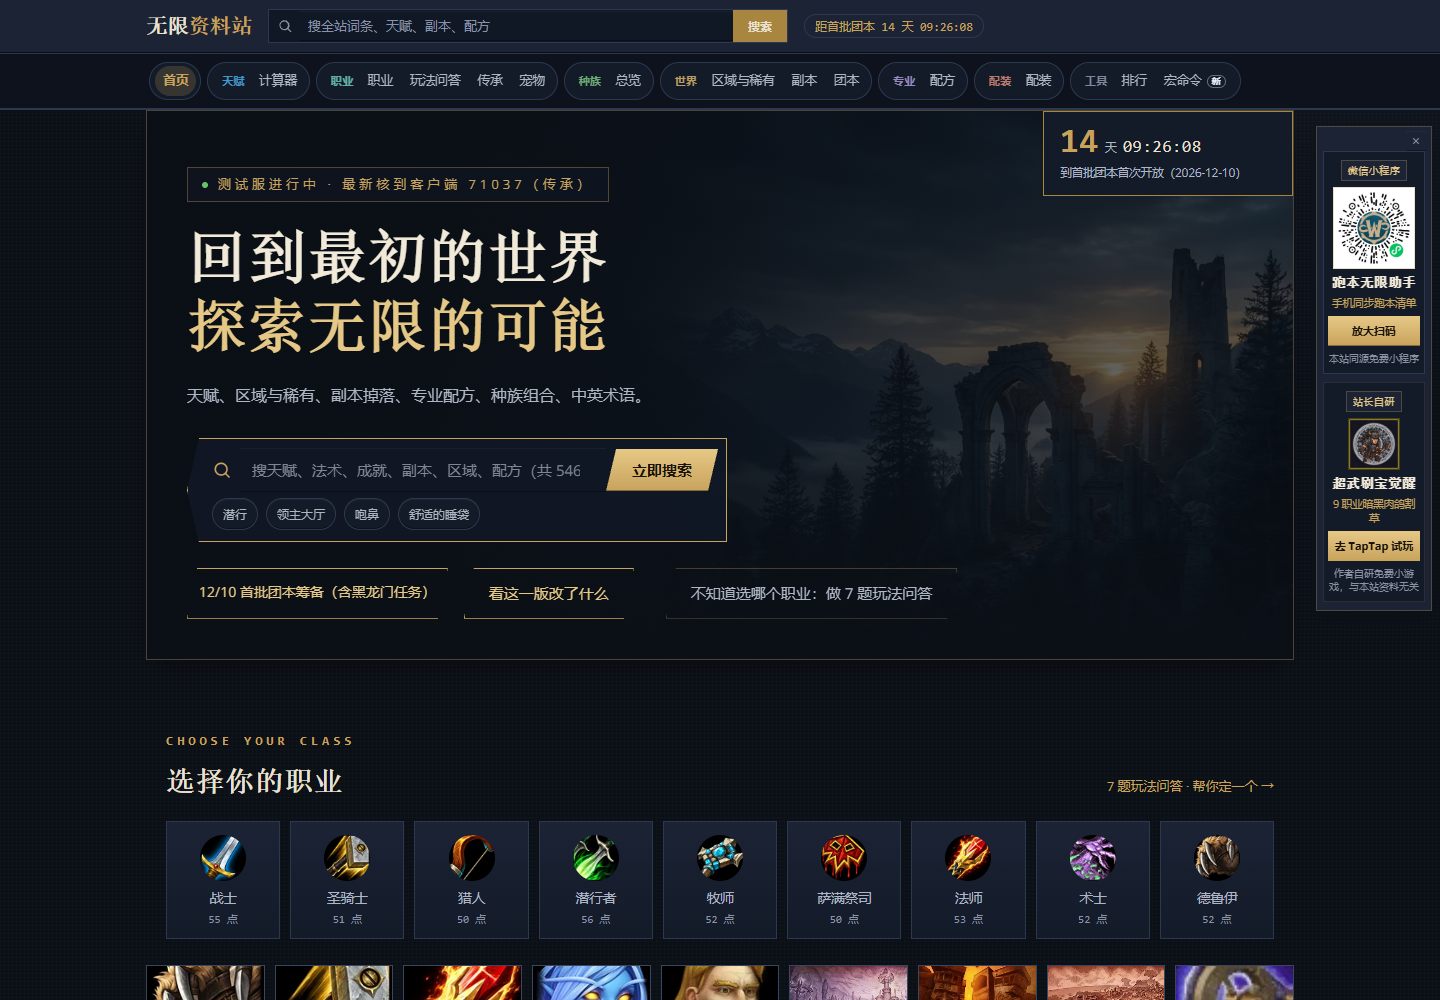 无限资料站
搜全站词条、天赋、副本、配方
搜索
距首批团本 14 天 09:26:08
首页
天赋 计算器
职业 职业 玩法问答 传承 宠物
种族 总览
世界 区域与稀有 副本 团本
专业 配方
配装 配装
工具 排行 宏命令 新
14 天 09:26:08
到首批团本首次开放（2026-12-10）
测试服进行中 · 最新核到客户端 71037（传承）
回到最初的世界
探索无限的可能
天赋、区域与稀有、副本掉落、专业配方、种族组合、中英术语。
搜天赋、法术、成就、副本、区域、配方（共 546
立即搜索
潜行 领主大厅 咆鼻 舒适的睡袋
12/10 首批团本筹备（含黑龙门任务）
看这一版改了什么
不知道选哪个职业：做 7 题玩法问答
×
微信小程序
跑本无限助手
手机同步跑本清单
放大扫码
本站同源免费小程序
站长自研
超武刷宝觉醒
9 职业暗黑肉鸽割
草
去 TapTap 试玩
作者自研免费小游
戏，与本站资料无关
CHOOSE YOUR CLASS
选择你的职业
7 题玩法问答 · 帮你定一个 →
战士 圣骑士 猎人 潜行者 牧师 萨满祭司 法师 术士 德鲁伊
55 点 51 点 50 点 56 点 52 点 50 点 53 点 52 点 52 点